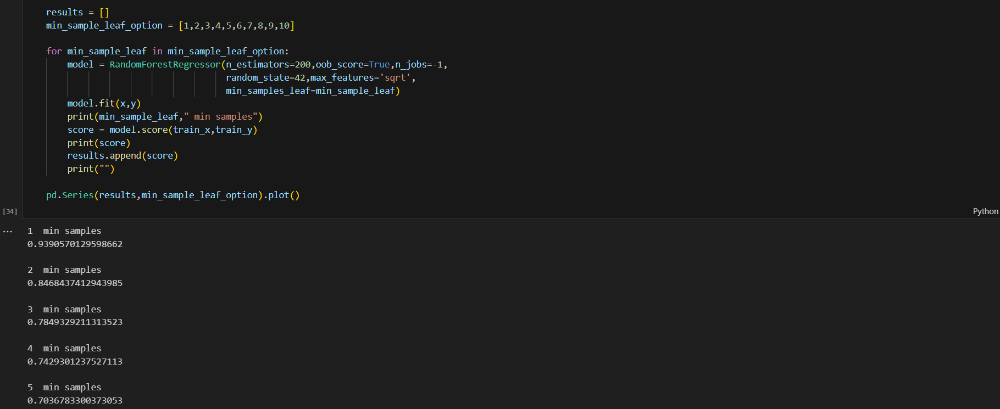 results = []
min_sample_leaf_option = [1,2,3,4,5,6,7,8,9,10]
for min_sample_leaf in min_sample_leaf_option:
model = RandomForestRegressor(n_estimators=200,oob_score=True,n_jobs=-1,
random_state=42,max_features='sqrt',
min_samples_leaf=min_sample_leaf)
model.fit(x,y)
print(min_sample_leaf," min samples")
score = model.score(train_x,train_y)
print(score)
results.append(score)
print("")
pd.Series(results,min_sample_leaf_option).plot()
[34]
Python
... 1  min samples
0.9390570129598662
2  min samples
0.8468437412943985
3  min samples
0.7849329211313523
4  min samples
0.7429301237527113
5  min samples
0.7036783300373053